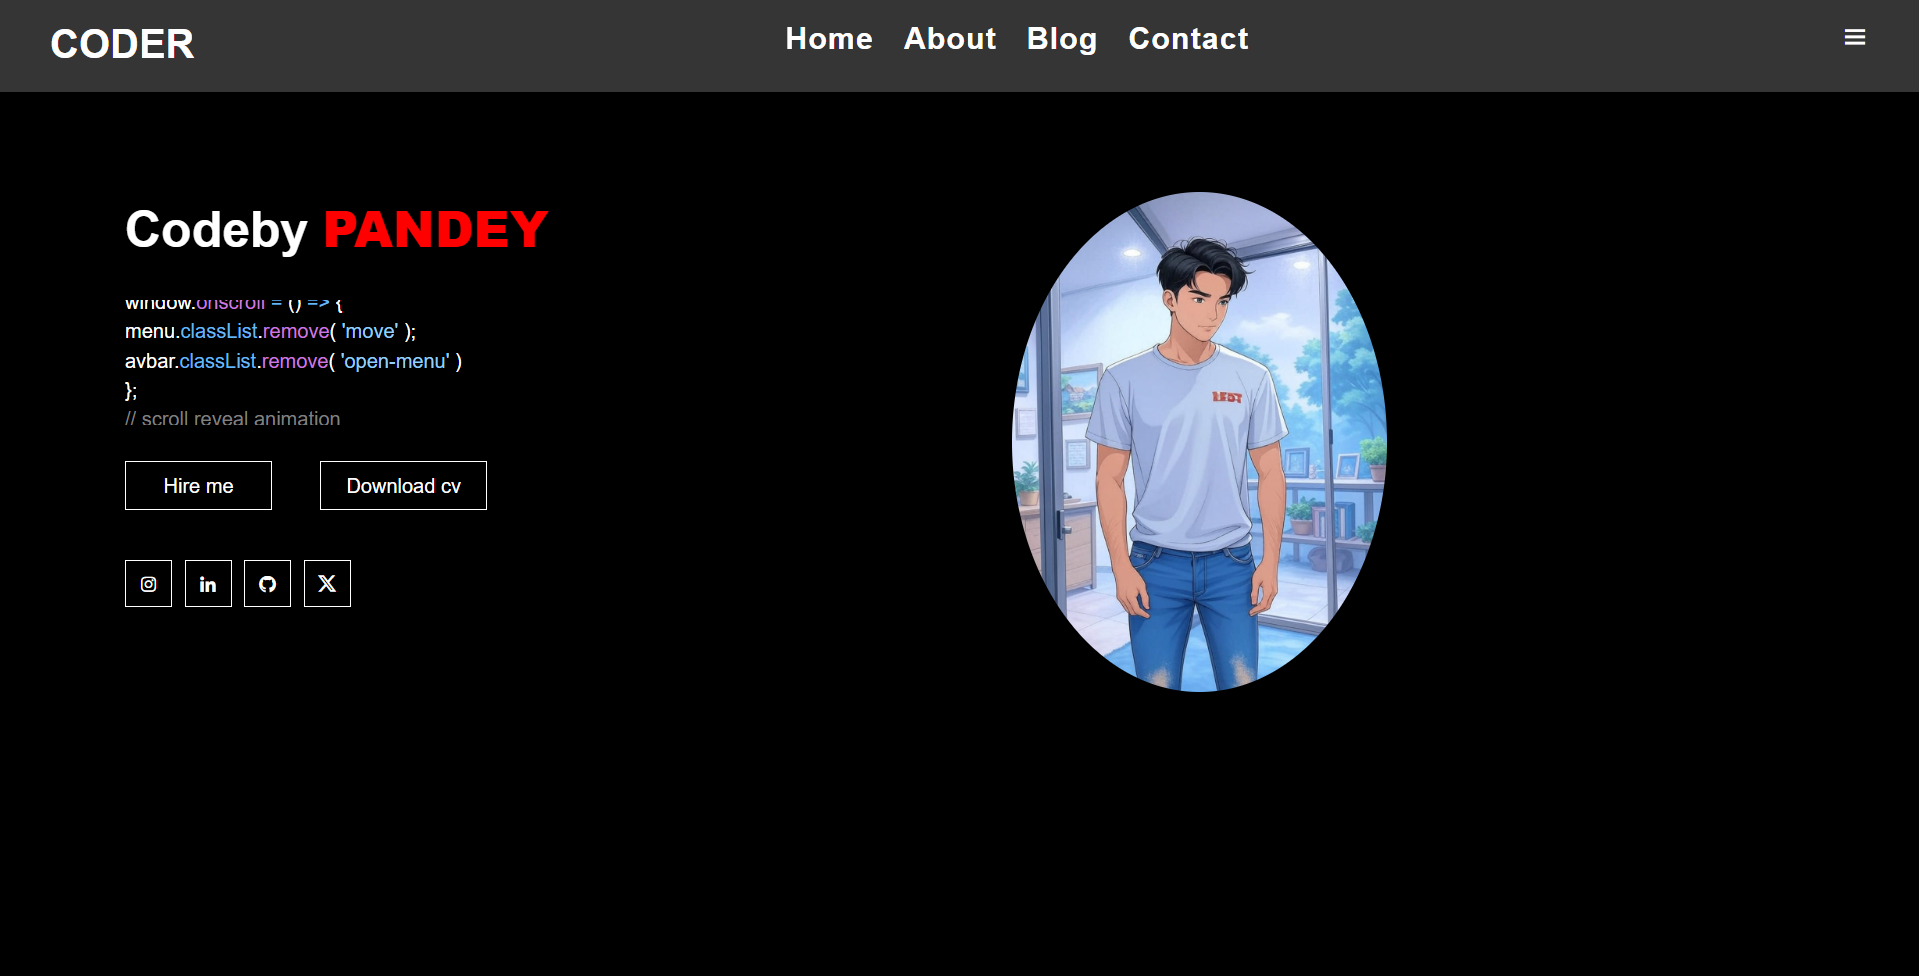 CODER
Home About Blog Contact
Codeby PANDEY
window.onscroll = () => {
menu.classList.remove( 'move' );
avbar.classList.remove( 'open-menu' )
};
// scroll reveal animation
Hire me Download cv
in
X